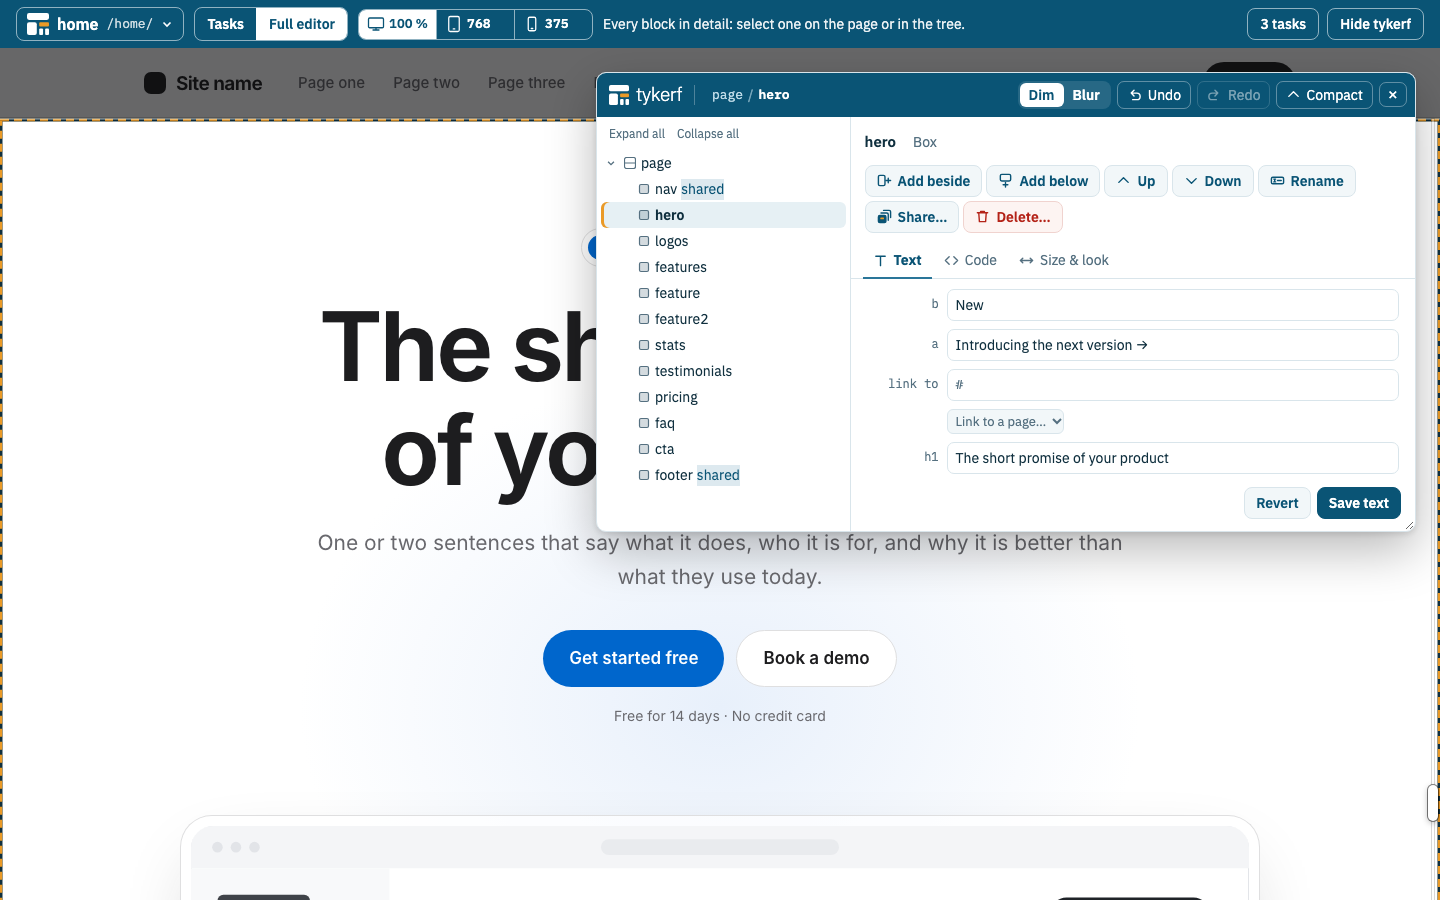 home /home/ Tasks Full editor 100 % 768 375 Every block in detail: select one on the page or in the tree. 3 tasks Hide tykerf
Site name Page one Page two Page three
tykerf page / hero Dim Blur Undo Redo Compact ×
Expand all Collapse all
page
nav shared
hero
logos
features
feature
feature2
stats
testimonials
pricing
faq
cta
footer shared
hero Box
Add beside Add below Up Down Rename
Share... Delete...
Text Code Size & look
b New
a Introducing the next version →
link to #
Link to a page...
h1 The short promise of your product
Revert Save text
The sh
of yo
One or two sentences that say what it does, who it is for, and why it is better than
what they use today.
Get started free Book a demo
Free for 14 days · No credit card